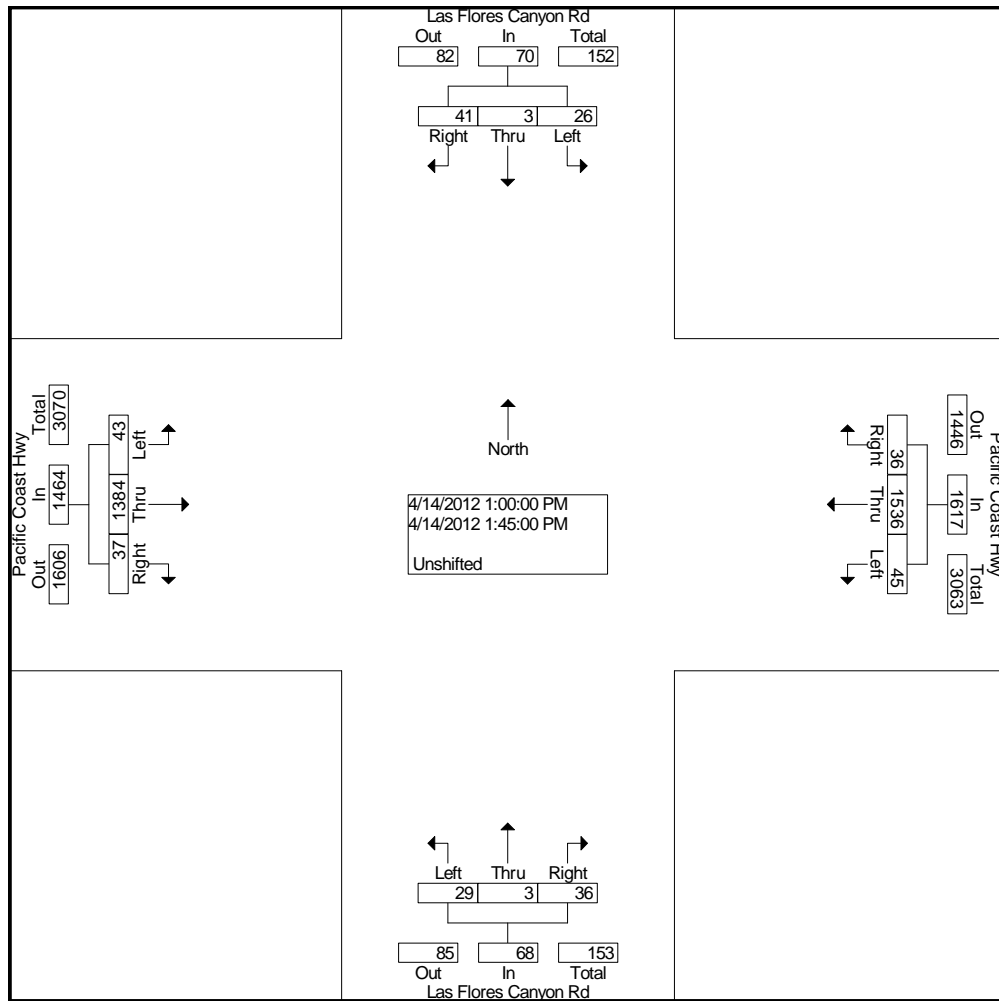 Las Flores Canyon Rd
Out In Total
82 70 152
41 3 26
Right Thru Left
Pacific Coast Hwy
Out In Total
1606 1464 3070
37 1384 43
Right Thru Left
North
4/14/2012 1:00:00 PM
4/14/2012 1:45:00 PM
Unshifted
Right Thru Left
36 1536 45
Out In Total
1446 1617 3063
Pacific Coast Hwy
Left Thru Right
29 3 36
85 68 153
Out In Total
Las Flores Canyon Rd